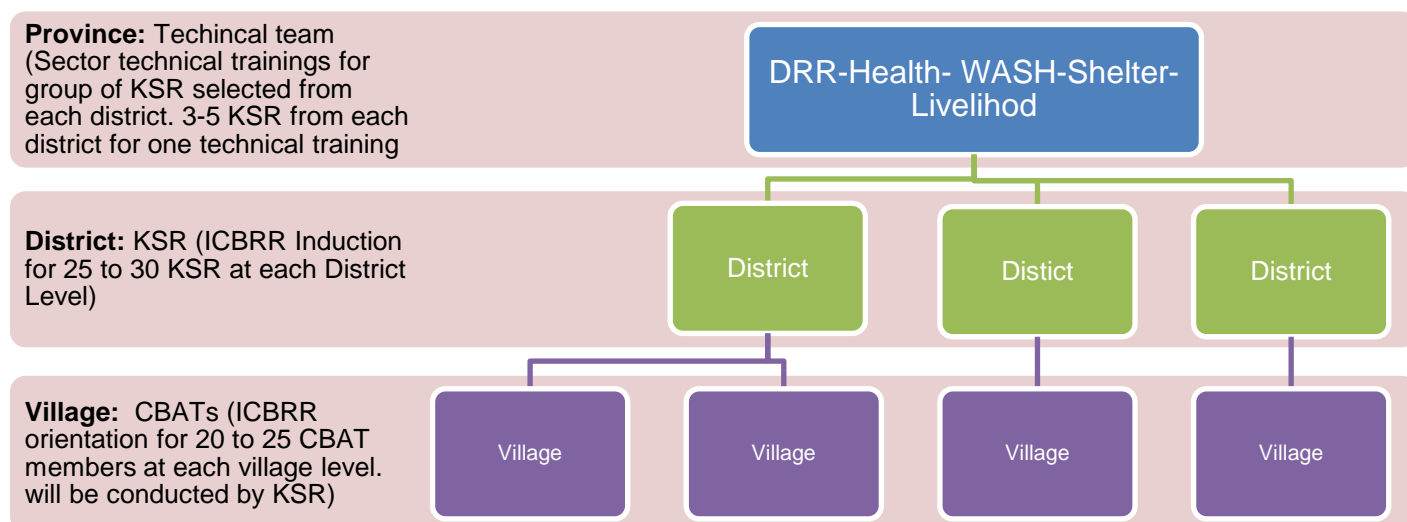 Province: Techincal team
(Sector technical trainings for
group of KSR selected from
each district. 3-5 KSR from each
district for one technical training
DRR-Health- WASH-Shelter-
Livelihod
District: KSR (ICBRR Induction
for 25 to 30 KSR at each District
Level)
District
Distict
District
Village: CBATs (ICBRR
orientation for 20 to 25 CBAT
members at each village level.
will be conducted by KSR)
Village
Village
Village
Village